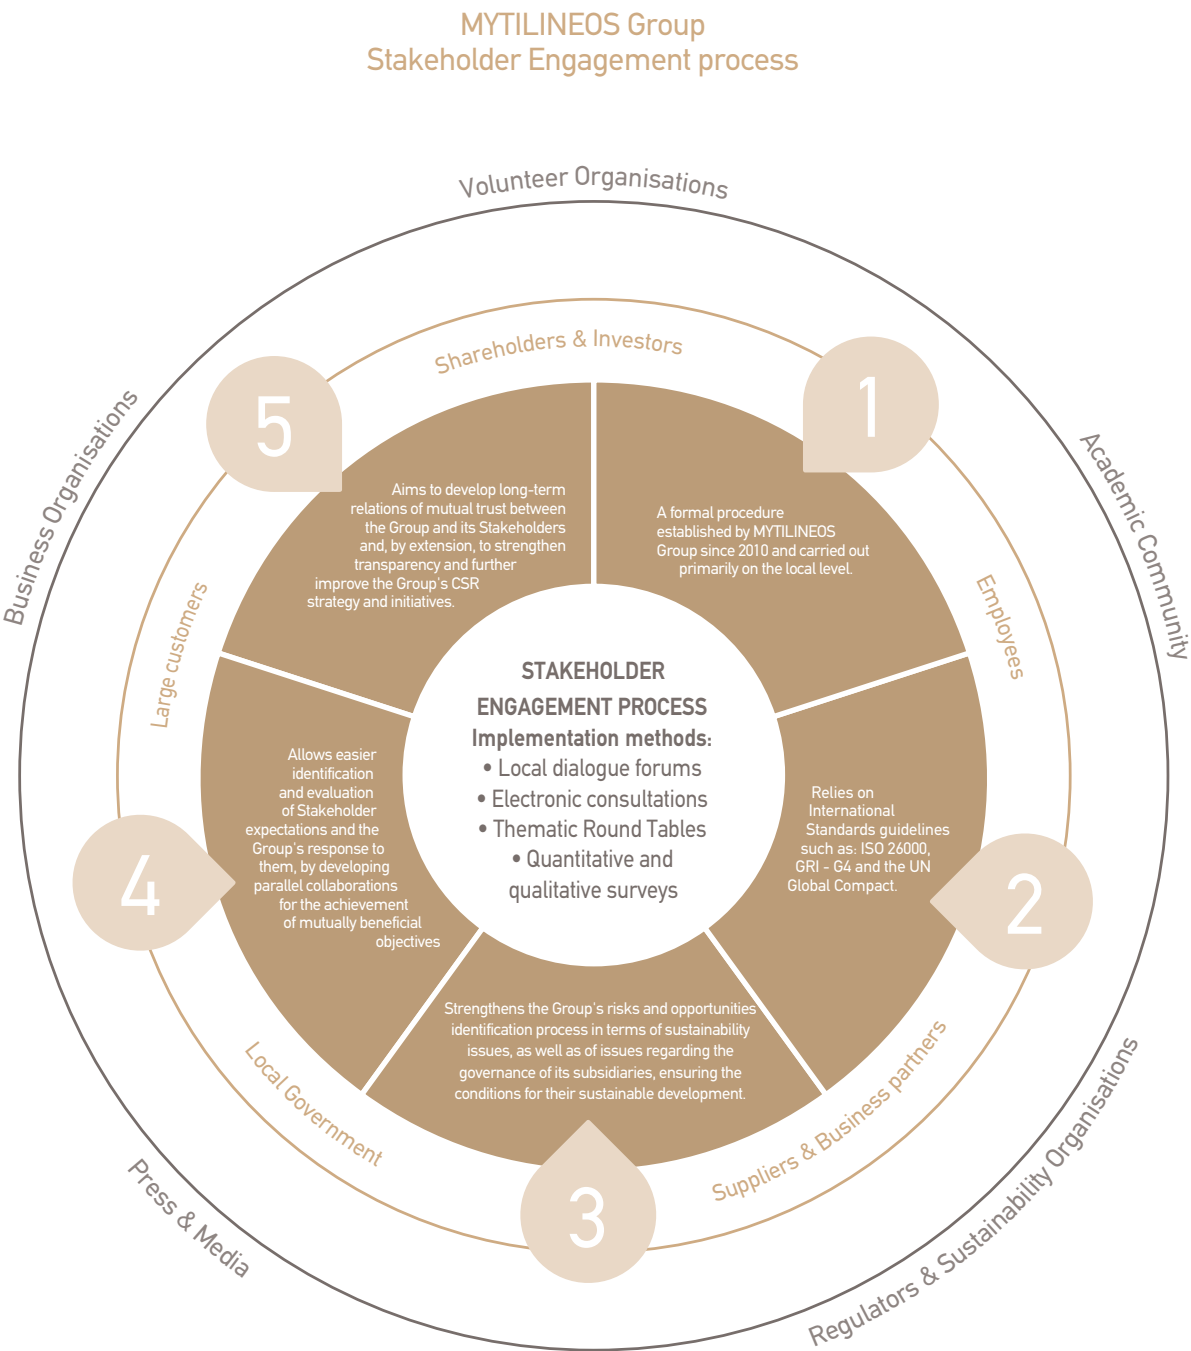 MYTILINEOS Group
Stakeholder Engagement process
Volunteer Organisations
Academic Community
Regulators & Sustainability Organisations
Press & Media
Business Organisations
Shareholders & Investors
Employees
Suppliers & Business partners
Local Government
Large customers
1
A formal procedure
established by MYTILINEOS
Group since 2010 and carried out
primarily on the local level.
2
Relies on
International
Standards guidelines
such as: ISO 26000,
GRI - G4 and the UN
Global Compact.
3
Strengthens the Group's risks and opportunities
identification process in terms of sustainability
issues, as well as of issues regarding the
governance of its subsidiaries, ensuring the
conditions for their sustainable development.
4
Allows easier
identification
and evaluation
of Stakeholder
expectations and the
Group's response to
them, by developing
parallel collaborations
for the achievement
of mutually beneficial
objectives
5
Aims to develop long-term
relations of mutual trust between
the Group and its Stakeholders
and, by extension, to strengthen
transparency and further
improve the Group's CSR
strategy and initiatives.
STAKEHOLDER
ENGAGEMENT PROCESS
Implementation methods:
• Local dialogue forums
• Electronic consultations
• Thematic Round Tables
• Quantitative and
qualitative surveys